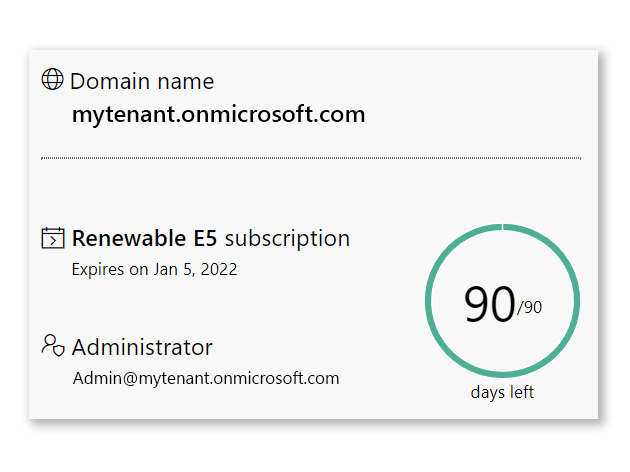 Domain name
mytenant.onmicrosoft.com
Renewable E5 subscription
Expires on Jan 5, 2022
90/90
days left
Administrator
Admin@mytenant.onmicrosoft.com